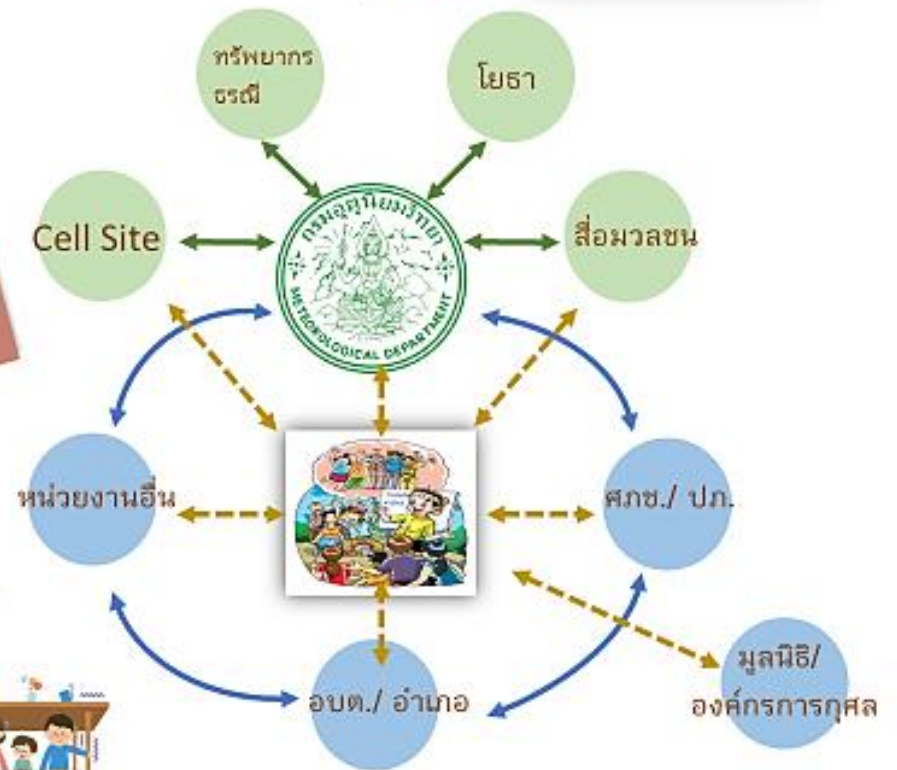 ทรัพยากร
ธรณี
โยธา
Cell Site
กรมอุตุนิยมวิทยา
METEOROLOGICAL DEPARTMENT
สื่อมวลชน
หน่วยงานอื่น
ศภช./ ปภ.
อบต./ อำเภอ
มูลนิธิ/
องค์กรการกุศล